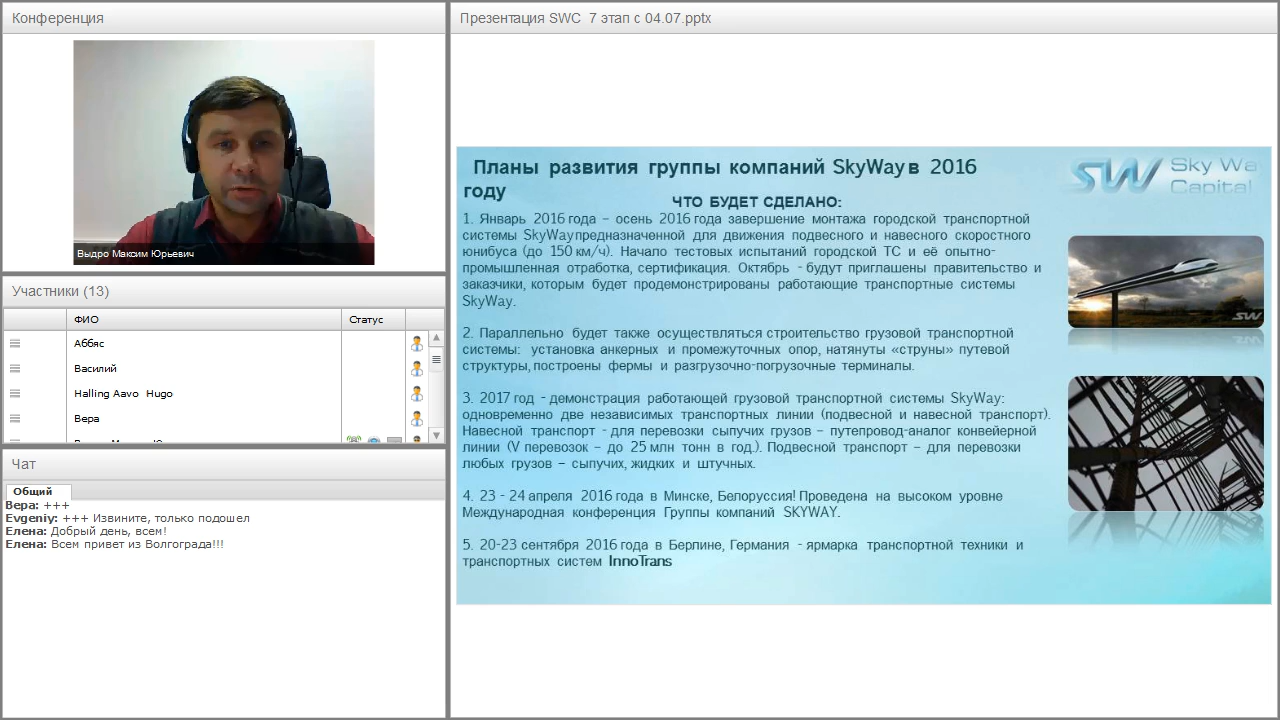 Конференция
Выдро Максим Юрьевич
Участники (13)
ФИО
Статус
Аббяс
Василий
Halling Aavo Hugo
Вера
Чат
Общий
Вера: +++
Evgeniy: +++ Извините, только подошел
Елена: Добрый день, всем!
Елена: Всем привет из Волгограда!!!
Презентация SWC 7 этап с 04.07.pptx
Планы развития группы компаний SkyWay в 2016
году
ЧТО БУДЕТ СДЕЛАНО:
1. Январь 2016 года – осень 2016 года завершение монтажа городской транспортной
системы SkyWay предназначенной для движения подвесного и навесного скоростного
юнибуса (до 150 км/ч). Начало тестовых испытаний городской ТС и её опытно-
промышленная отработка, сертификация. Октябрь - будут приглашены правительство и
заказчики, которым будет продемонстрированы работающие транспортные системы
SkyWay.
2. Параллельно будет также осуществляться строительство грузовой транспортной
системы: установка анкерных и промежуточных опор, натянуты «струны» путевой
структуры, построены фермы и разгрузочно-погрузочные терминалы.
3. 2017 год - демонстрация работающей грузовой транспортной системы SkyWay:
одновременно две независимых транспортных линии (подвесной и навесной транспорт).
Навесной транспорт - для перевозки сыпучих грузов – путепровод-аналог конвейерной
линии (V перевозок – до 25 млн тонн в год.). Подвесной транспорт – для перевозки
любых грузов – сыпучих, жидких и штучных.
4. 23 - 24 апреля 2016 года в Минске, Белоруссия! Проведена на высоком уровне
Международная конференция Группы компаний SKYWAY.
5. 20-23 сентября 2016 года в Берлине, Германия - ярмарка транспортной техники и
транспортных систем InnoTrans
SW Sky Wa
Capital
SW